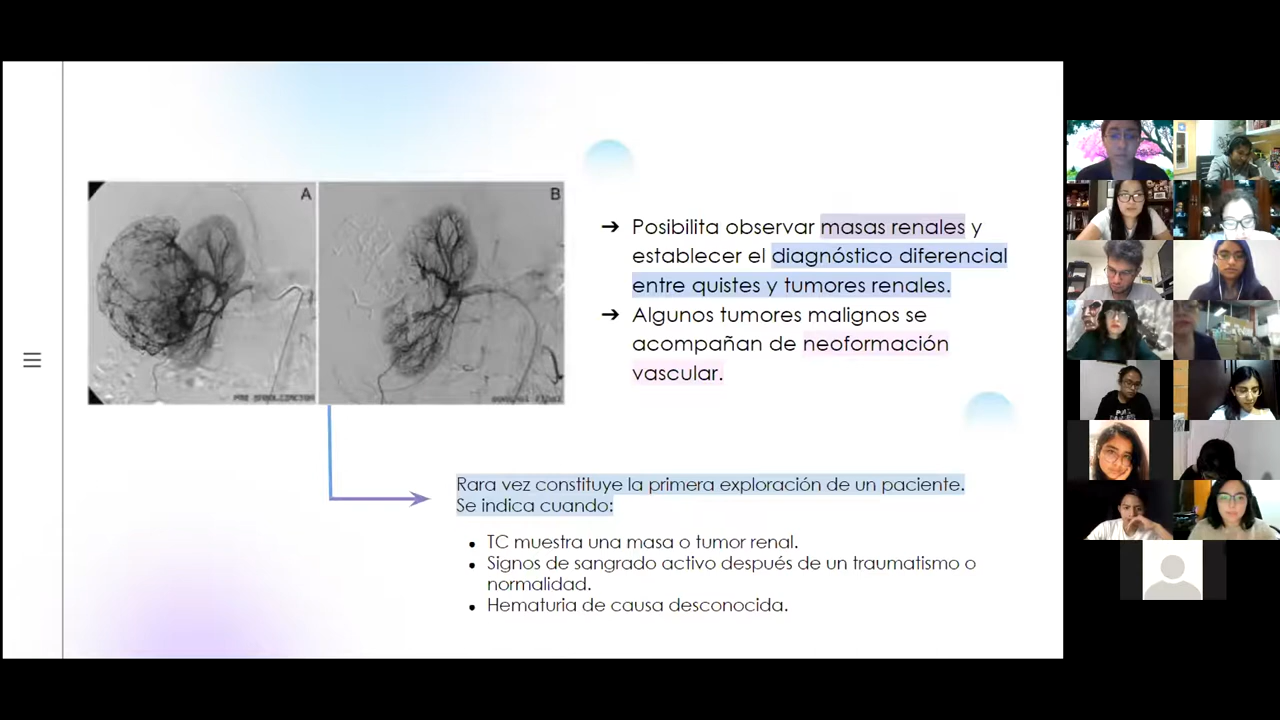 A
B
➔ Posibilita observar masas renales y
establecer el diagnóstico diferencial
entre quistes y tumores renales.
➔ Algunos tumores malignos se
acompañan de neoformación
vascular.
Rara vez constituye la primera exploración de un paciente.
Se indica cuando:
• TC muestra una masa o tumor renal.
• Signos de sangrado activo después de un traumatismo o
normalidad.
• Hematuria de causa desconocida.